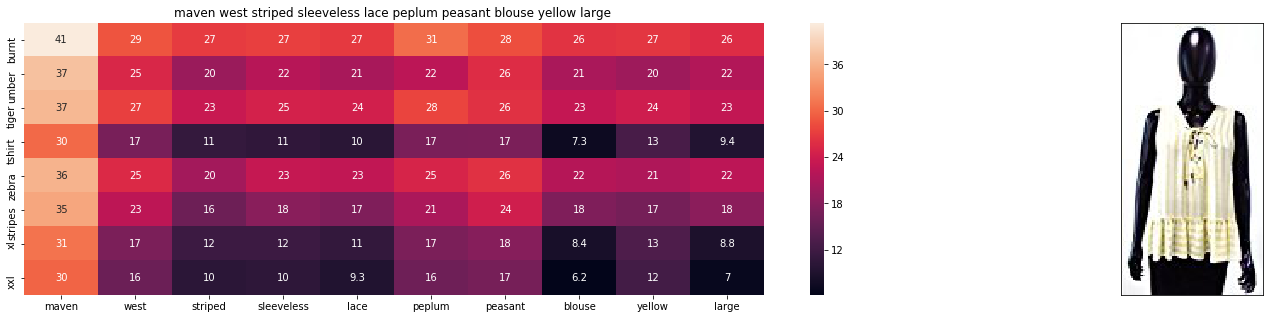 maven west striped sleeveless lace peplum peasant blouse yellow large
burnt 41 29 27 27 27 31 28 26 27 26
umber 37 25 20 22 21 22 26 21 20 22
tiger 37 27 23 25 24 28 26 23 24 23
tshirt 30 17 11 11 10 17 17 7.3 13 9.4
zebra 36 25 20 23 23 25 26 22 21 22
stripes 35 23 16 18 17 21 24 18 17 18
xl 31 17 12 12 11 17 18 8.4 13 8.8
xxl 30 16 10 10 9.3 16 17 6.2 12 7
maven west striped sleeveless lace peplum peasant blouse yellow large
36
30
24
18
12